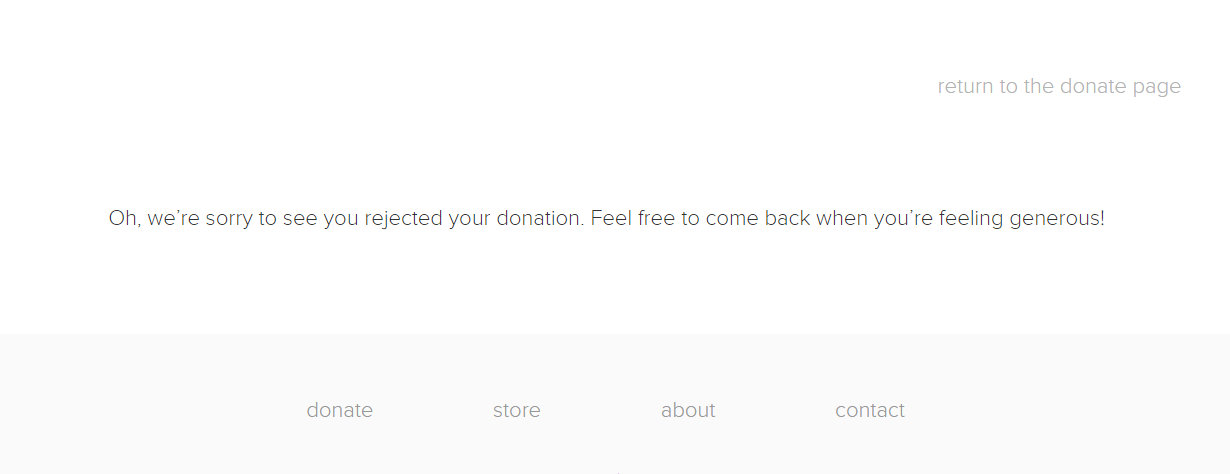 return to the donate page
Oh, we’re sorry to see you rejected your donation. Feel free to come back when you’re feeling generous!
donate store about contact